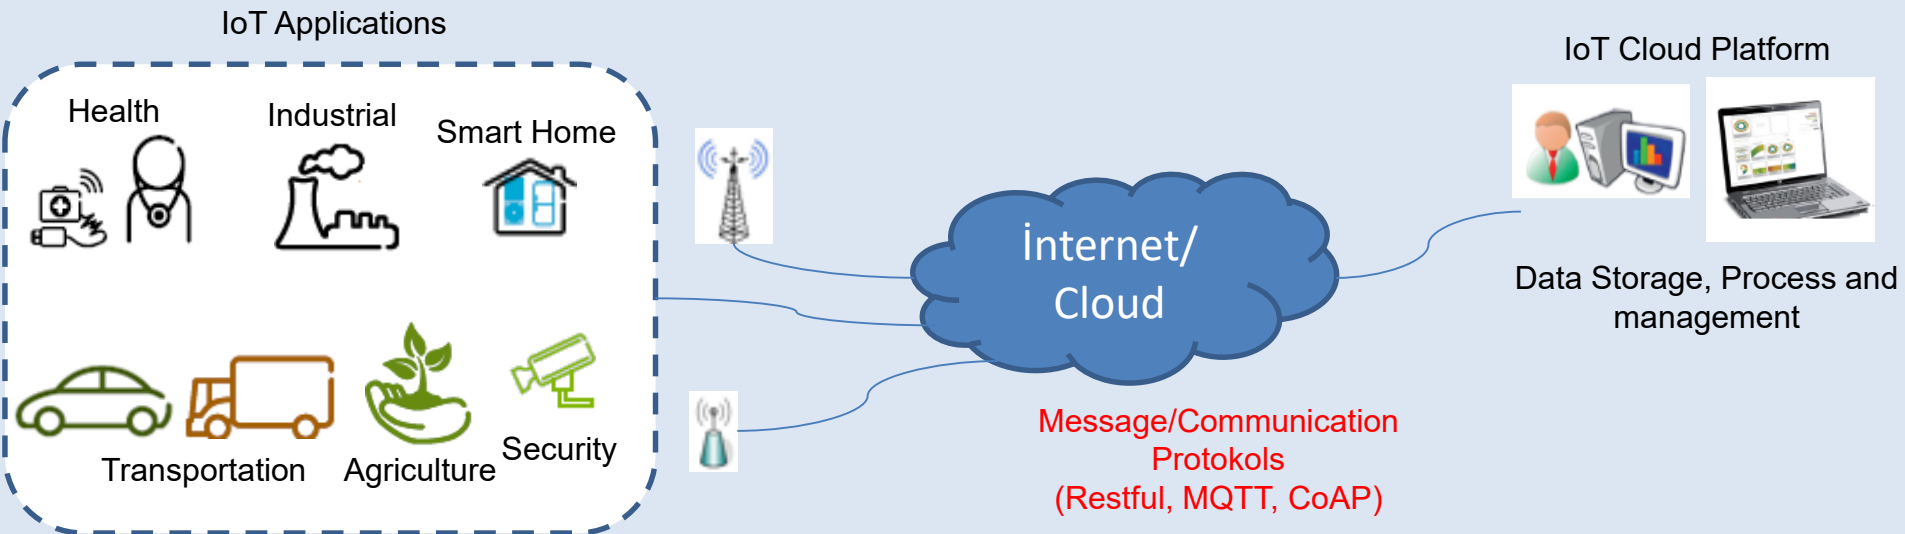 IoT Applications
Health
Industrial
Smart Home
Transportation
Agriculture
Security
İnternet/
Cloud
Message/Communication
Protokols
(Restful, MQTT, CoAP)
IoT Cloud Platform
Data Storage, Process and
management